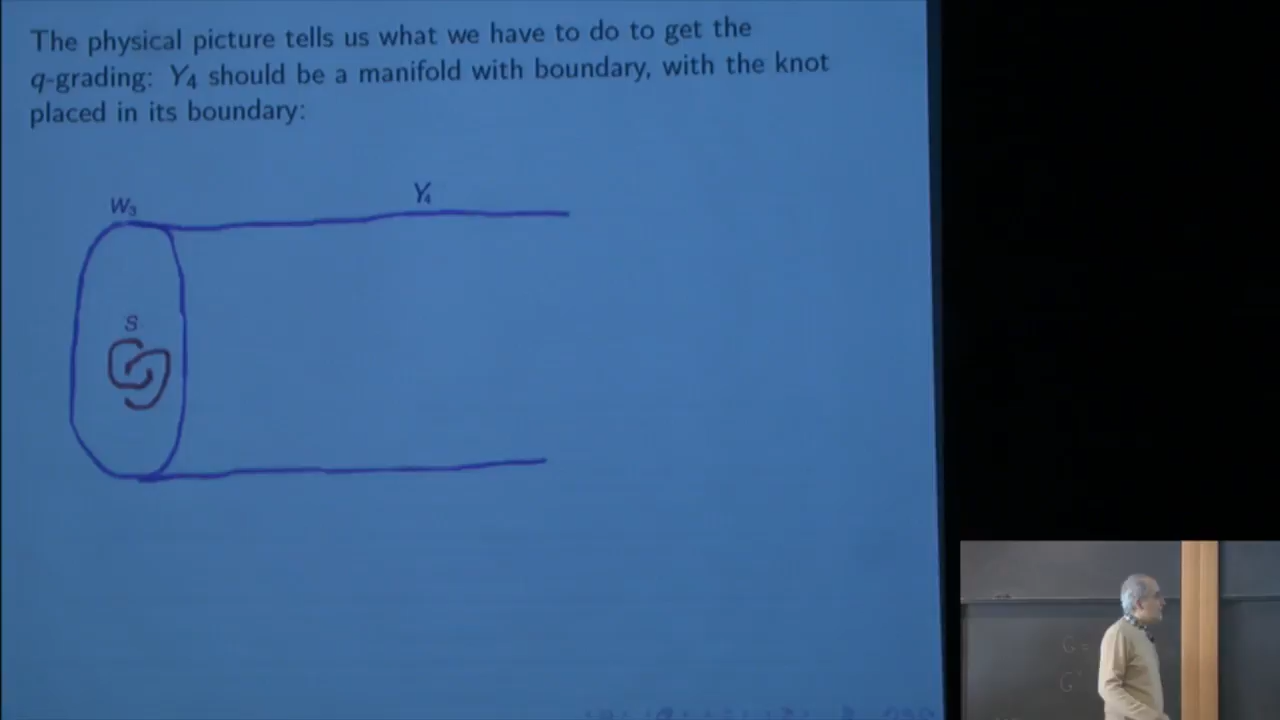 The physical picture tells us what we have to do to get the
q-grading: Y₄ should be a manifold with boundary, with the knot
placed in its boundary:
W₃
Y₄
S
G =
G